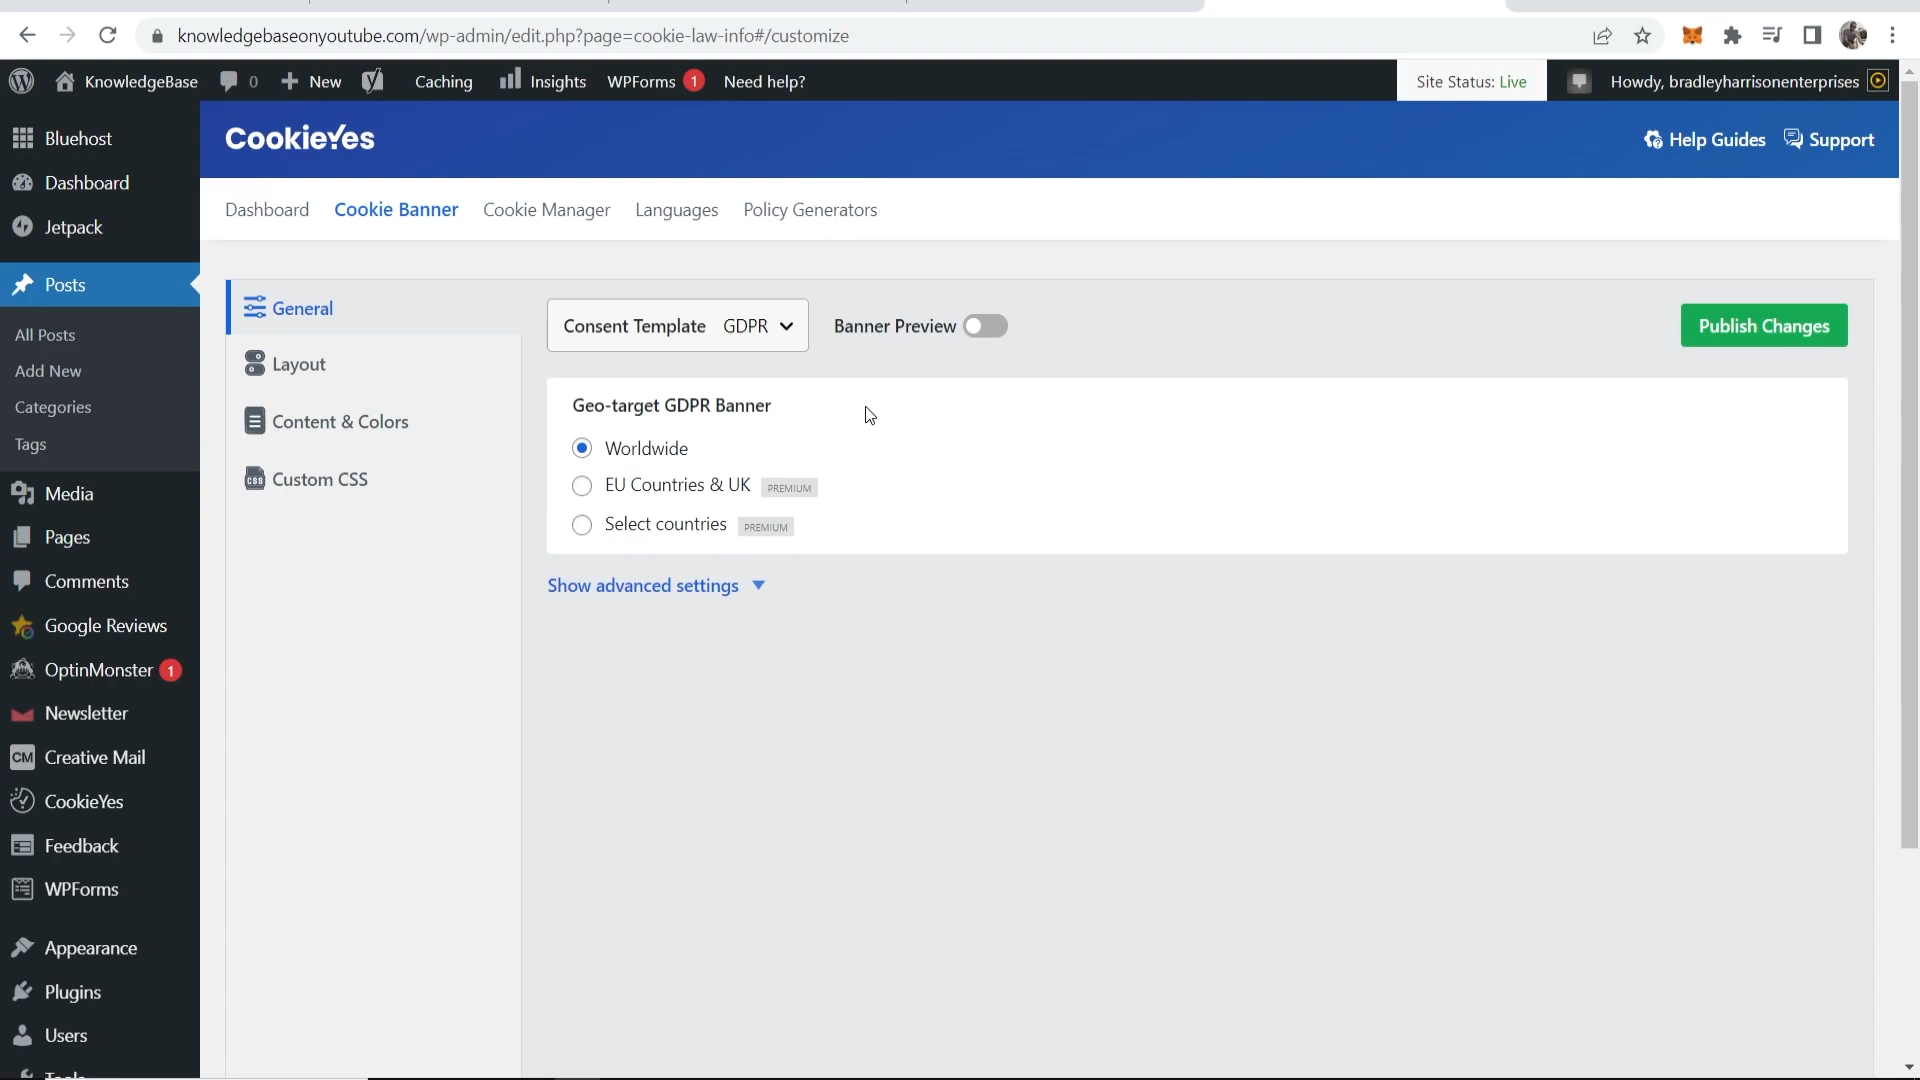 knowledgebaseonyoutube.com/wp-admin/edit.php?page=cookie-law-info#/customize
KnowledgeBase 0 New Caching Insights WPForms 1 Need help? Site Status: Live Howdy, bradleyharrisonenterprises
Bluehost
Dashboard
Jetpack
Posts
All Posts
Add New
Categories
Tags
Media
Pages
Comments
Google Reviews
OptinMonster 1
Newsletter
CM Creative Mail
CookieYes
Feedback
WPForms
Appearance
Plugins
Users
CookieYes
Help Guides Support
Dashboard Cookie Banner Cookie Manager Languages Policy Generators
General
Layout
Content & Colors
CSS Custom CSS
Consent Template GDPR Banner Preview Publish Changes
Geo-target GDPR Banner
Worldwide
EU Countries & UK PREMIUM
Select countries PREMIUM
Show advanced settings